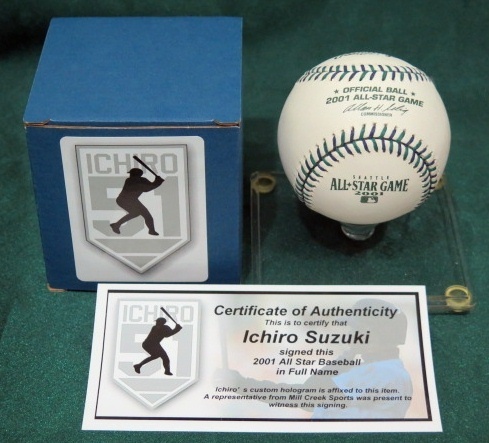 ICHIRO
51
★ OFFICIAL BALL ★
2001 ALL-STAR GAME
Allan H. Selig
COMMISSIONER
SEATTLE
ALL★STAR GAME
2001
ICHIRO
51
Certificate of Authenticity
This is to certify that
Ichiro Suzuki
signed this
2001 All Star Baseball
in Full Name
Ichiro's custom hologram is affixed to this item.
A representative from Mill Creek Sports was present to
witness this signing.